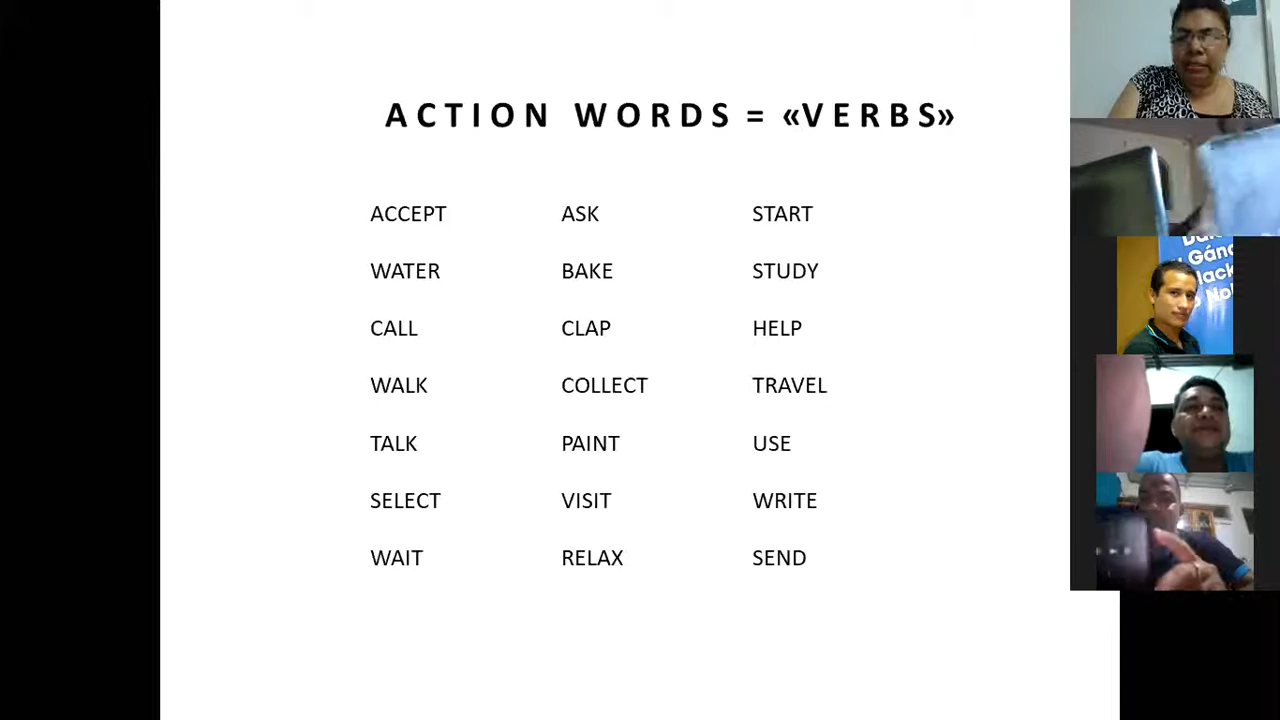 ACTION WORDS = «VERBS»
ACCEPT ASK START
WATER BAKE STUDY
CALL CLAP HELP
WALK COLLECT TRAVEL
TALK PAINT USE
SELECT VISIT WRITE
WAIT RELAX SEND